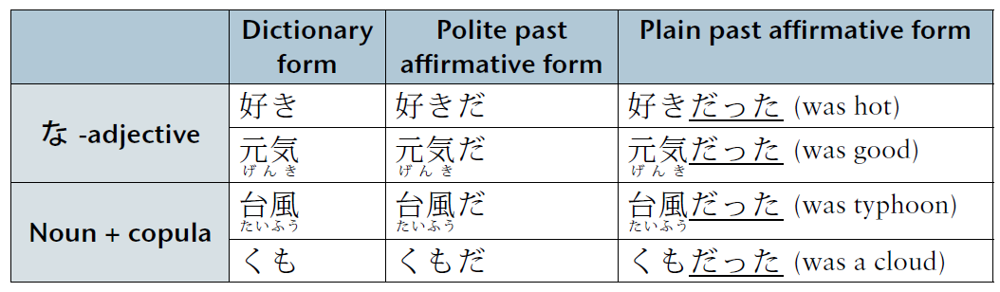 Dictionary form Polite past affirmative form Plain past affirmative form
な -adjective
好き 好きだ 好きだった (was hot)
元気 元気だ 元気だった (was good)
げんき げんき げんき
Noun + copula
台風 台風だ 台風だった (was typhoon)
たいふう たいふう たいふう
くも くもだ くもだった (was a cloud)